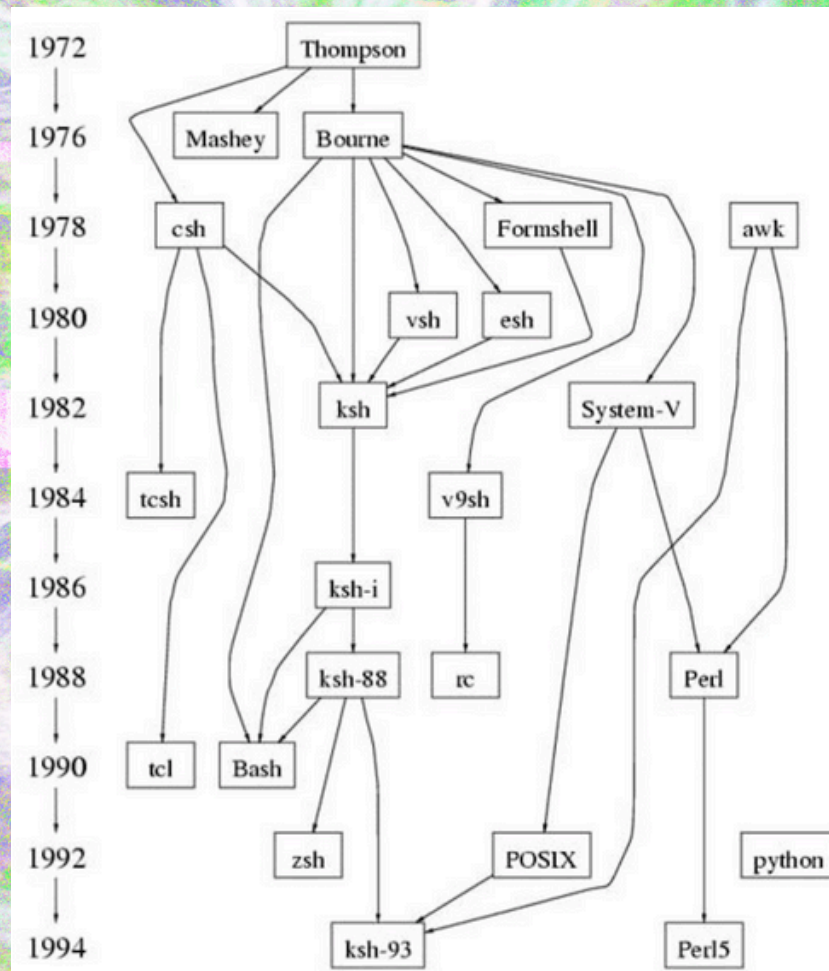 1972
Thompson
1976
Mashey
Bourne
1978
csh
Formshell
awk
1980
vsh
esh
1982
ksh
System-V
1984
tcsh
v9sh
1986
ksh-i
1988
ksh-88
rc
Perl
1990
tcl
Bash
1992
zsh
POSIX
python
1994
ksh-93
Perl5